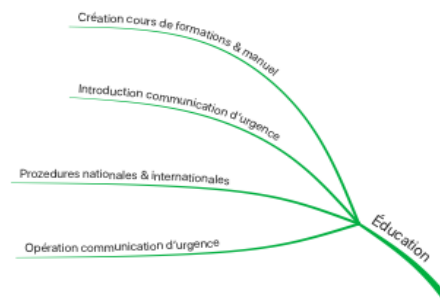 Création cours de formations & manuel
Introduction communication d'urgence
Prozedures nationales & internationales
Éducation
Opération communication d'urgence